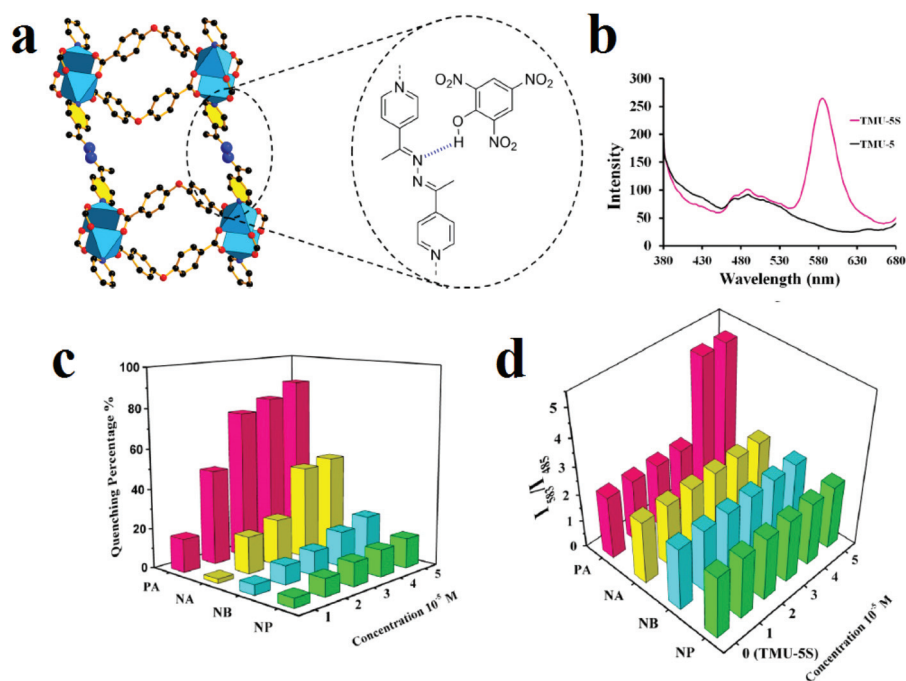 a
N
NO₂
O₂N
NO₂
O
H
N
N
N
b
300
250
200
150
100
50
0
Intensity
TMU-5S
TMU-5
380 430 480 530 580 630 680
Wavelength (nm)
c
100
80
60
40
20
0
Quenching Percentage %
PA
NA
NB
NP
1
2
3
4
5
Concentration 10⁻⁵ M
d
5
4
3
2
1
0
I₅₈₃/I₄₈₅
PA
NA
NB
NP
0 (TMU-5S)
1
2
3
4
5
Concentration 10⁻⁵ M